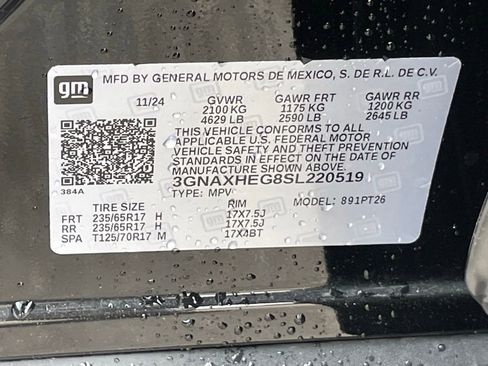 gm
MFD BY GENERAL MOTORS DE MEXICO, S. DE R.L. DE C.V.
11/24 GVWR GAWR FRT GAWR RR
2100 KG 1175 KG 1200 KG
4629 LB 2590 LB 2645 LB
THIS VEHICLE CONFORMS TO ALL
APPLICABLE U.S. FEDERAL MOTOR
VEHICLE SAFETY AND THEFT PREVENTION
STANDARDS IN EFFECT ON THE DATE OF
MANUFACTURE SHOWN ABOVE.
384A 3GNAXHEG8SL220519
TYPE: MPV MODEL: 891PT26
TIRE SIZE RIM
FRT 235/65R17 H 17X7.5J
RR 235/65R17 H 17X7.5J
SPA T125/70R17 M 17X4BT